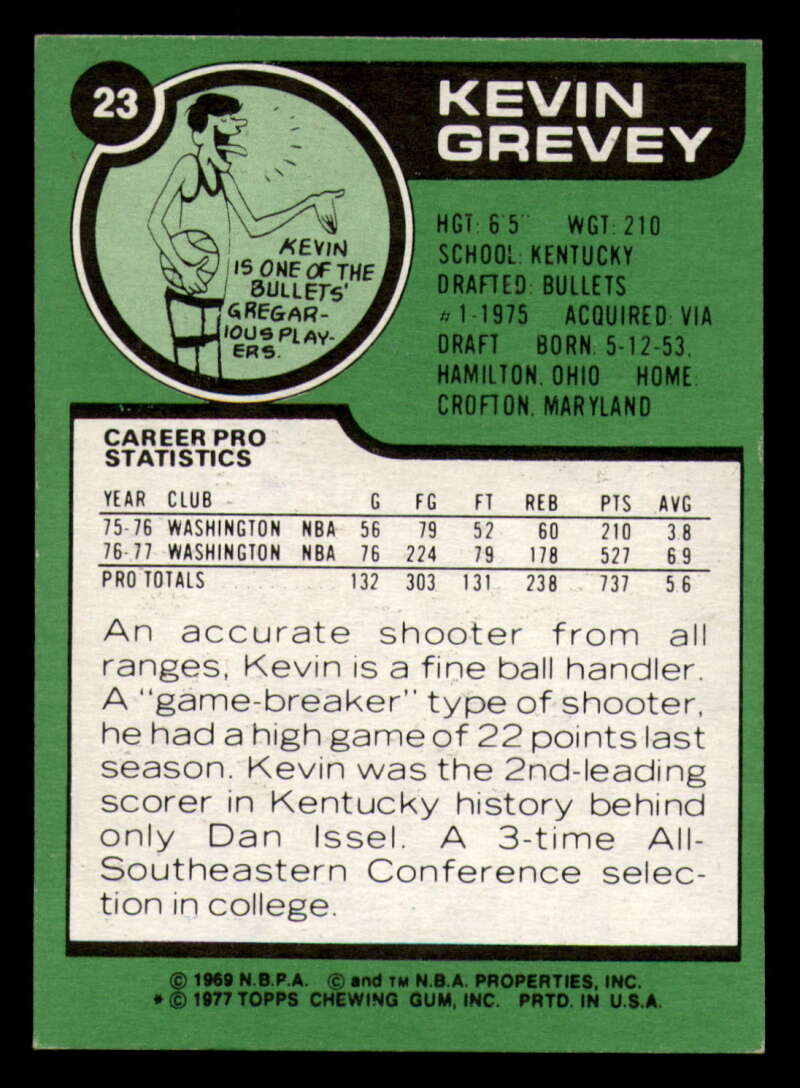 23
KEVIN
GREVEY
KEVIN
IS ONE OF THE
BULLETS'
GREGAR-
IOUS PLAY-
ERS.
HGT: 6'5" WGT: 210
SCHOOL: KENTUCKY
DRAFTED: BULLETS
#1-1975 ACQUIRED: VIA
DRAFT BORN: 5-12-53,
HAMILTON, OHIO HOME:
CROFTON, MARYLAND
CAREER PRO
STATISTICS
YEAR CLUB G FG FT REB PTS AVG
75-76 WASHINGTON NBA 56 79 52 60 210 3.8
76-77 WASHINGTON NBA 76 224 79 178 527 6.9
PRO TOTALS 132 303 131 238 737 5.6
An accurate shooter from all
ranges, Kevin is a fine ball handler.
A "game-breaker" type of shooter,
he had a high game of 22 points last
season. Kevin was the 2nd-leading
scorer in Kentucky history behind
only Dan Issel. A 3-time All-
Southeastern Conference selec-
tion in college.
© 1969 N.B.P.A. © and TM N.B.A. PROPERTIES, INC.
* © 1977 TOPPS CHEWING GUM, INC. PRTD. IN U.S.A.